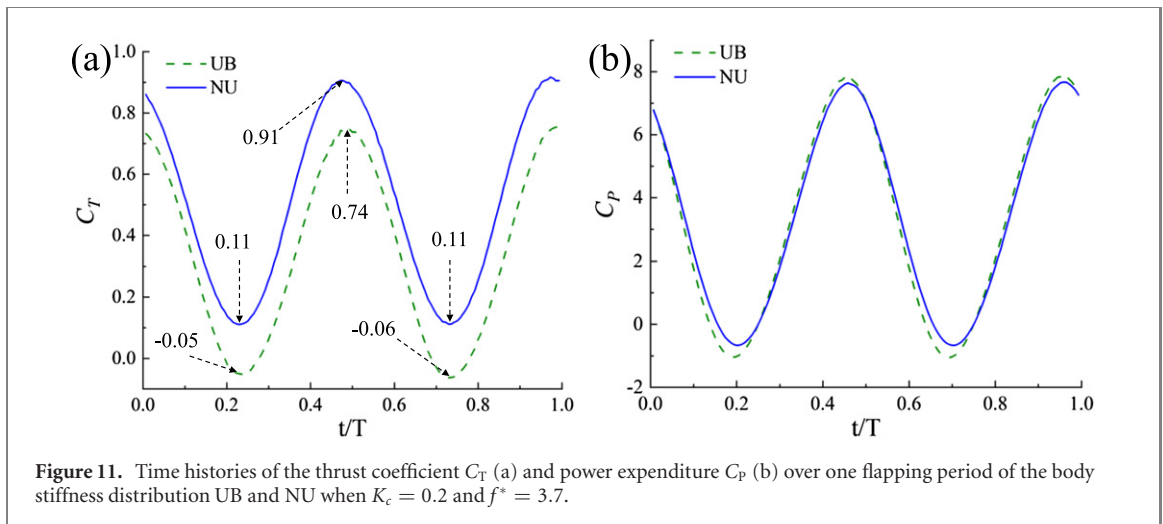 (a)
UB
NU
1.0
0.8
0.6
0.4
0.2
0.0
C_T
0.91
0.74
0.11
0.11
-0.05
-0.06
0.0 0.2 0.4 0.6 0.8 1.0
t/T
(b)
UB
NU
8
6
4
2
0
-2
C_P
0.0 0.2 0.4 0.6 0.8 1.0
t/T
Figure 11. Time histories of the thrust coefficient C_T (a) and power expenditure C_P (b) over one flapping period of the body
stiffness distribution UB and NU when K_c = 0.2 and f* = 3.7.